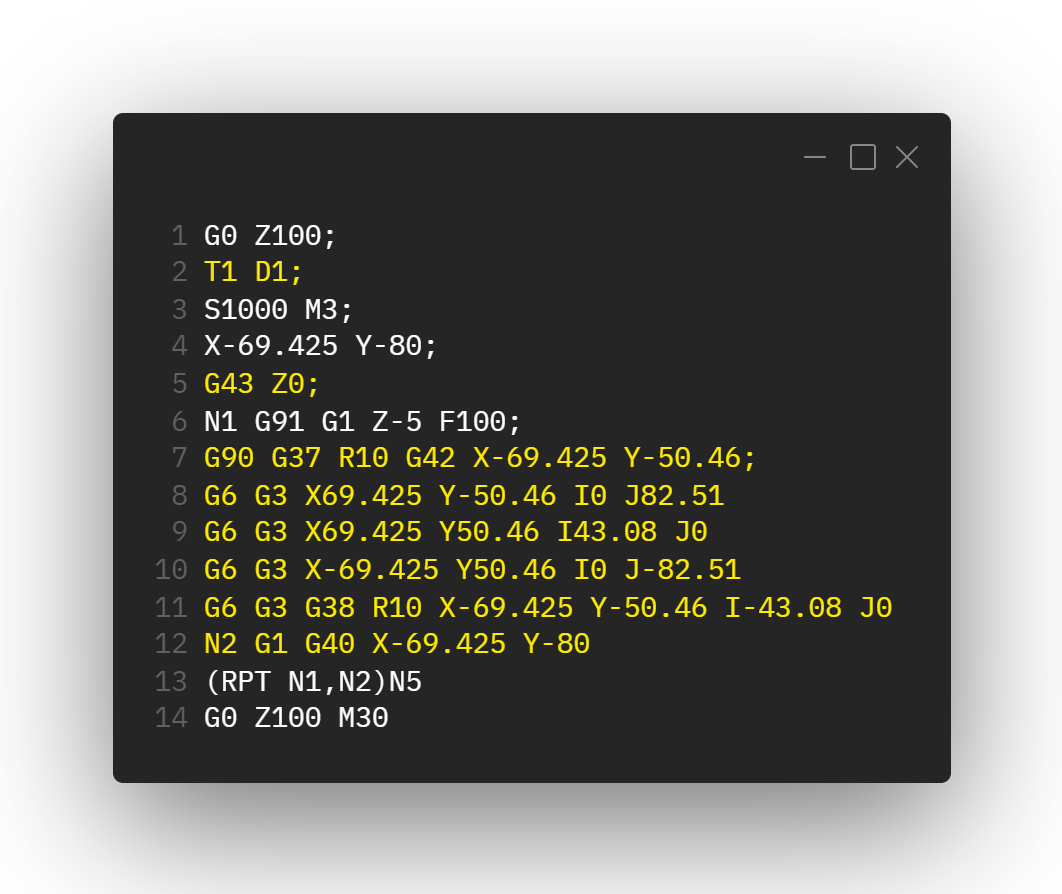 1 G0 Z100;
2 T1 D1;
3 S1000 M3;
4 X-69.425 Y-80;
5 G43 Z0;
6 N1 G91 G1 Z-5 F100;
7 G90 G37 R10 G42 X-69.425 Y-50.46;
8 G6 G3 X69.425 Y-50.46 I0 J82.51
9 G6 G3 X69.425 Y50.46 I43.08 J0
10 G6 G3 X-69.425 Y50.46 I0 J-82.51
11 G6 G3 G38 R10 X-69.425 Y-50.46 I-43.08 J0
12 N2 G1 G40 X-69.425 Y-80
13 (RPT N1,N2)N5
14 G0 Z100 M30